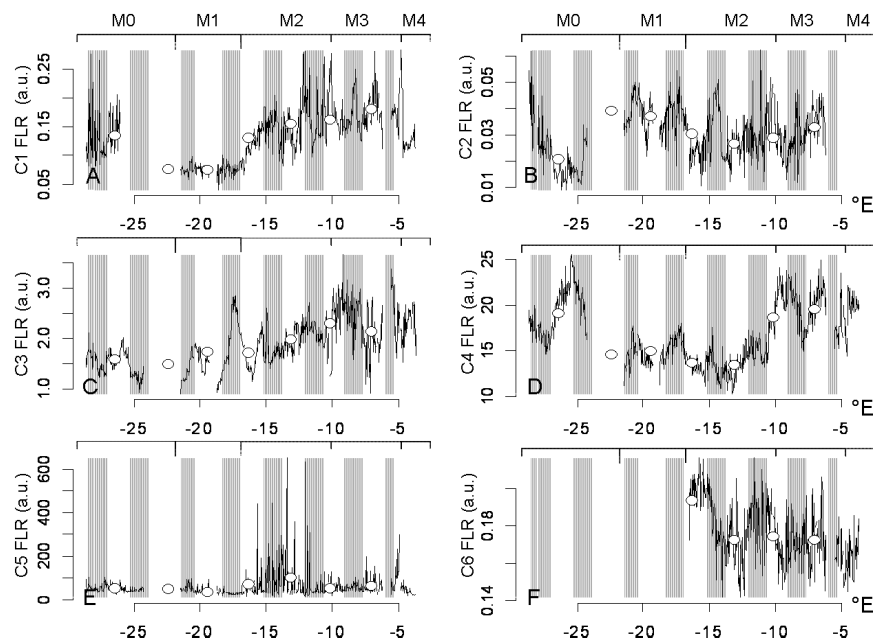 M0 M1 M2 M3 M4
M0 M1 M2 M3 M4
C1 FLR (a.u.)
0.25
0.15
0.05
A
-25 -20 -15 -10 -5
C2 FLR (a.u.)
0.05
0.03
0.01
B
-25 -20 -15 -10 -5
°E
C3 FLR (a.u.)
3.0
2.0
1.0
C
-25 -20 -15 -10 -5
C4 FLR (a.u.)
25
20
15
10
D
-25 -20 -15 -10 -5
°E
C5 FLR (a.u.)
600
400
200
0
E
-25 -20 -15 -10 -5
C6 FLR (a.u.)
0.18
0.14
F
-25 -20 -15 -10 -5
°E